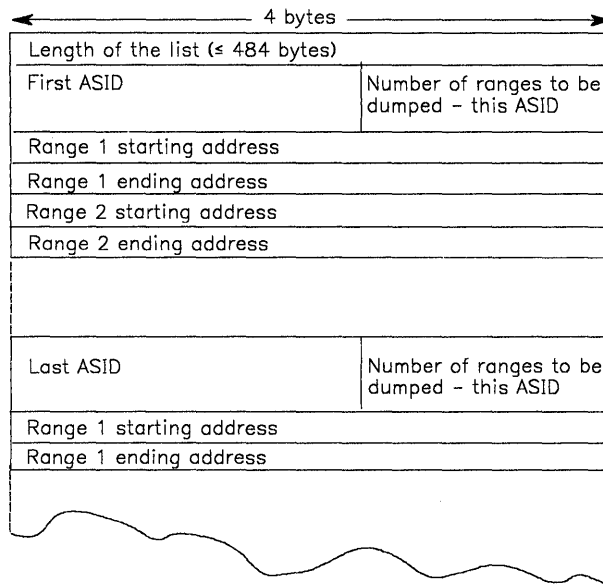 4 bytes
Length of the list (≤ 484 bytes)
First ASID
Number of ranges to be
dumped – this ASID
Range 1 starting address
Range 1 ending address
Range 2 starting address
Range 2 ending address
Last ASID
Number of ranges to be
dumped – this ASID
Range 1 starting address
Range 1 ending address